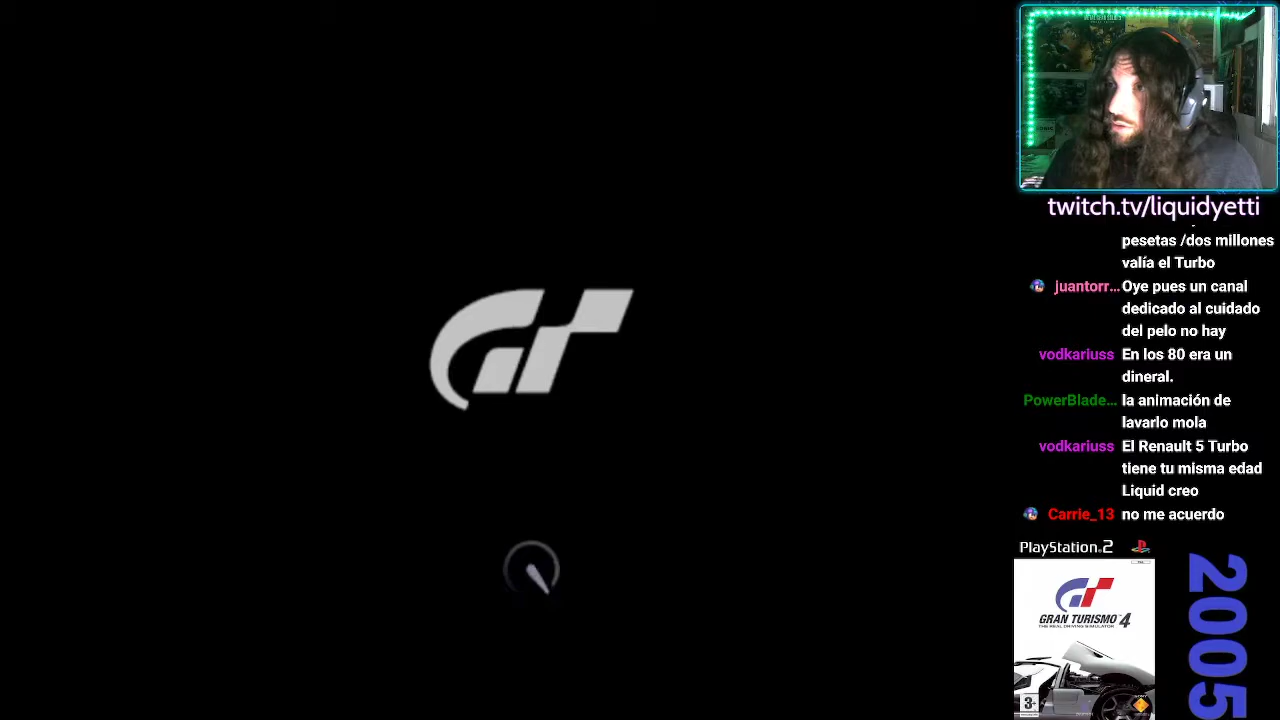 twitch.tv/liquidyetti
pesetas /dos millones
valía el Turbo
juantorr... Oye pues un canal
dedicado al cuidado
del pelo no hay
vodkariuss En los 80 era un
dineral.
PowerBlade... la animación de
lavarlo mola
vodkariuss El Renault 5 Turbo
tiene tu misma edad
Liquid creo
Carrie_13 no me acuerdo
PlayStation.2
GRAN TURISMO 4
THE REAL DRIVING SIMULATOR
3+
2005